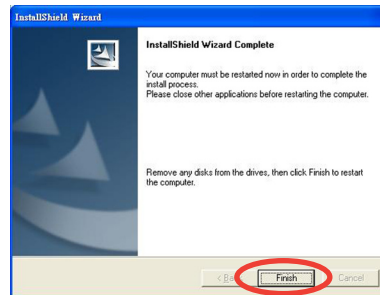 InstallShield Wizard
InstallShield Wizard Complete
Your computer must be restarted now in order to complete the
install process.
Please close other applications before restarting the computer.
Remove any disks from the drives, then click Finish to restart
the computer.
Finish
Cancel